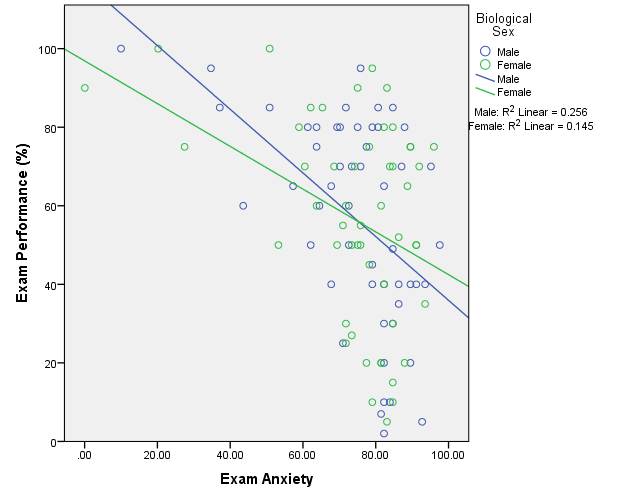 Biological
Sex
Male
Female
Male
Female
Male: R² Linear = 0.256
Female: R² Linear = 0.145
Exam Performance (%)
100
80
60
40
20
0
.00
20.00
40.00
60.00
80.00
100.00
Exam Anxiety